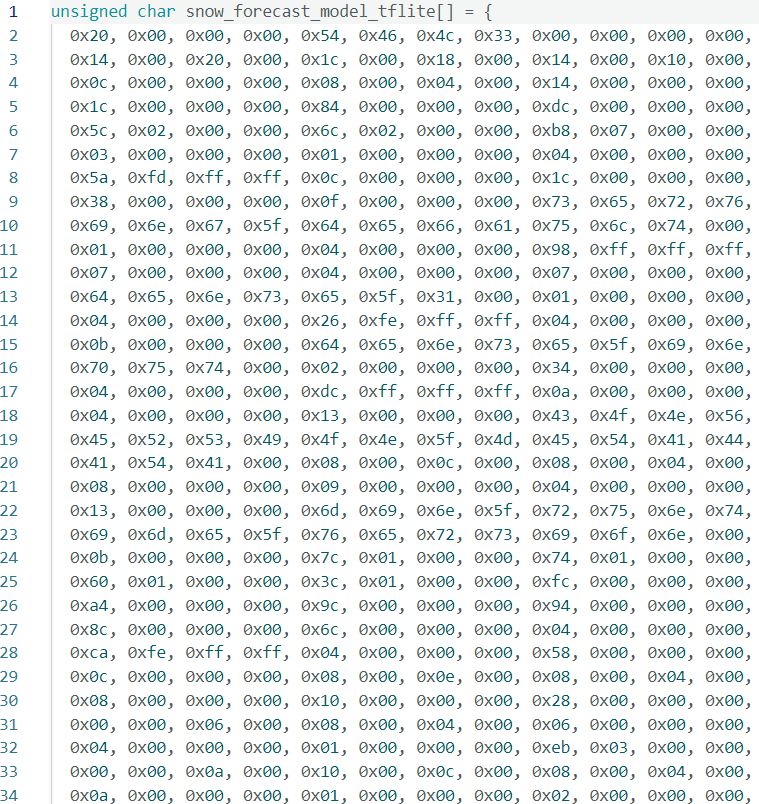 1 unsigned char snow_forecast_model_tflite[] = {
2 0x20, 0x00, 0x00, 0x00, 0x54, 0x46, 0x4c, 0x33, 0x00, 0x00, 0x00, 0x00,
3 0x14, 0x00, 0x20, 0x00, 0x1c, 0x00, 0x18, 0x00, 0x14, 0x00, 0x10, 0x00,
4 0x0c, 0x00, 0x00, 0x00, 0x08, 0x00, 0x04, 0x00, 0x14, 0x00, 0x00, 0x00,
5 0x1c, 0x00, 0x00, 0x00, 0x84, 0x00, 0x00, 0x00, 0xdc, 0x00, 0x00, 0x00,
6 0x5c, 0x02, 0x00, 0x00, 0x6c, 0x02, 0x00, 0x00, 0xb8, 0x07, 0x00, 0x00,
7 0x03, 0x00, 0x00, 0x00, 0x01, 0x00, 0x00, 0x00, 0x04, 0x00, 0x00, 0x00,
8 0x5a, 0xfd, 0xff, 0xff, 0x0c, 0x00, 0x00, 0x00, 0x1c, 0x00, 0x00, 0x00,
9 0x38, 0x00, 0x00, 0x00, 0x0f, 0x00, 0x00, 0x00, 0x73, 0x65, 0x72, 0x76,
10 0x69, 0x6e, 0x67, 0x5f, 0x64, 0x65, 0x66, 0x61, 0x75, 0x6c, 0x74, 0x00,
11 0x01, 0x00, 0x00, 0x00, 0x04, 0x00, 0x00, 0x00, 0x98, 0xff, 0xff, 0xff,
12 0x07, 0x00, 0x00, 0x00, 0x04, 0x00, 0x00, 0x00, 0x07, 0x00, 0x00, 0x00,
13 0x64, 0x65, 0x6e, 0x73, 0x65, 0x5f, 0x31, 0x00, 0x01, 0x00, 0x00, 0x00,
14 0x04, 0x00, 0x00, 0x00, 0x26, 0xfe, 0xff, 0xff, 0x04, 0x00, 0x00, 0x00,
15 0x0b, 0x00, 0x00, 0x00, 0x64, 0x65, 0x6e, 0x73, 0x65, 0x5f, 0x69, 0x6e,
16 0x70, 0x75, 0x74, 0x00, 0x02, 0x00, 0x00, 0x00, 0x34, 0x00, 0x00, 0x00,
17 0x04, 0x00, 0x00, 0x00, 0xdc, 0xff, 0xff, 0xff, 0x0a, 0x00, 0x00, 0x00,
18 0x04, 0x00, 0x00, 0x00, 0x13, 0x00, 0x00, 0x00, 0x43, 0x4f, 0x4e, 0x56,
19 0x45, 0x52, 0x53, 0x49, 0x4f, 0x4e, 0x5f, 0x4d, 0x45, 0x54, 0x41, 0x44,
20 0x41, 0x54, 0x41, 0x00, 0x08, 0x00, 0x0c, 0x00, 0x08, 0x00, 0x04, 0x00,
21 0x08, 0x00, 0x00, 0x00, 0x09, 0x00, 0x00, 0x00, 0x04, 0x00, 0x00, 0x00,
22 0x13, 0x00, 0x00, 0x00, 0x6d, 0x69, 0x6e, 0x5f, 0x72, 0x75, 0x6e, 0x74,
23 0x69, 0x6d, 0x65, 0x5f, 0x76, 0x65, 0x72, 0x73, 0x69, 0x6f, 0x6e, 0x00,
24 0x0b, 0x00, 0x00, 0x00, 0x7c, 0x01, 0x00, 0x00, 0x74, 0x01, 0x00, 0x00,
25 0x60, 0x01, 0x00, 0x00, 0x3c, 0x01, 0x00, 0x00, 0xfc, 0x00, 0x00, 0x00,
26 0xa4, 0x00, 0x00, 0x00, 0x9c, 0x00, 0x00, 0x00, 0x94, 0x00, 0x00, 0x00,
27 0x8c, 0x00, 0x00, 0x00, 0x6c, 0x00, 0x00, 0x00, 0x04, 0x00, 0x00, 0x00,
28 0xca, 0xfe, 0xff, 0xff, 0x04, 0x00, 0x00, 0x00, 0x58, 0x00, 0x00, 0x00,
29 0x0c, 0x00, 0x00, 0x00, 0x08, 0x00, 0x0e, 0x00, 0x08, 0x00, 0x04, 0x00,
30 0x08, 0x00, 0x00, 0x00, 0x10, 0x00, 0x00, 0x00, 0x28, 0x00, 0x00, 0x00,
31 0x00, 0x00, 0x06, 0x00, 0x08, 0x00, 0x04, 0x00, 0x06, 0x00, 0x00, 0x00,
32 0x04, 0x00, 0x00, 0x00, 0x01, 0x00, 0x00, 0x00, 0xeb, 0x03, 0x00, 0x00,
33 0x00, 0x00, 0x0a, 0x00, 0x10, 0x00, 0x0c, 0x00, 0x08, 0x00, 0x04, 0x00,
34 0x0a, 0x00, 0x00, 0x00, 0x01, 0x00, 0x00, 0x00, 0x02, 0x00, 0x00, 0x00,